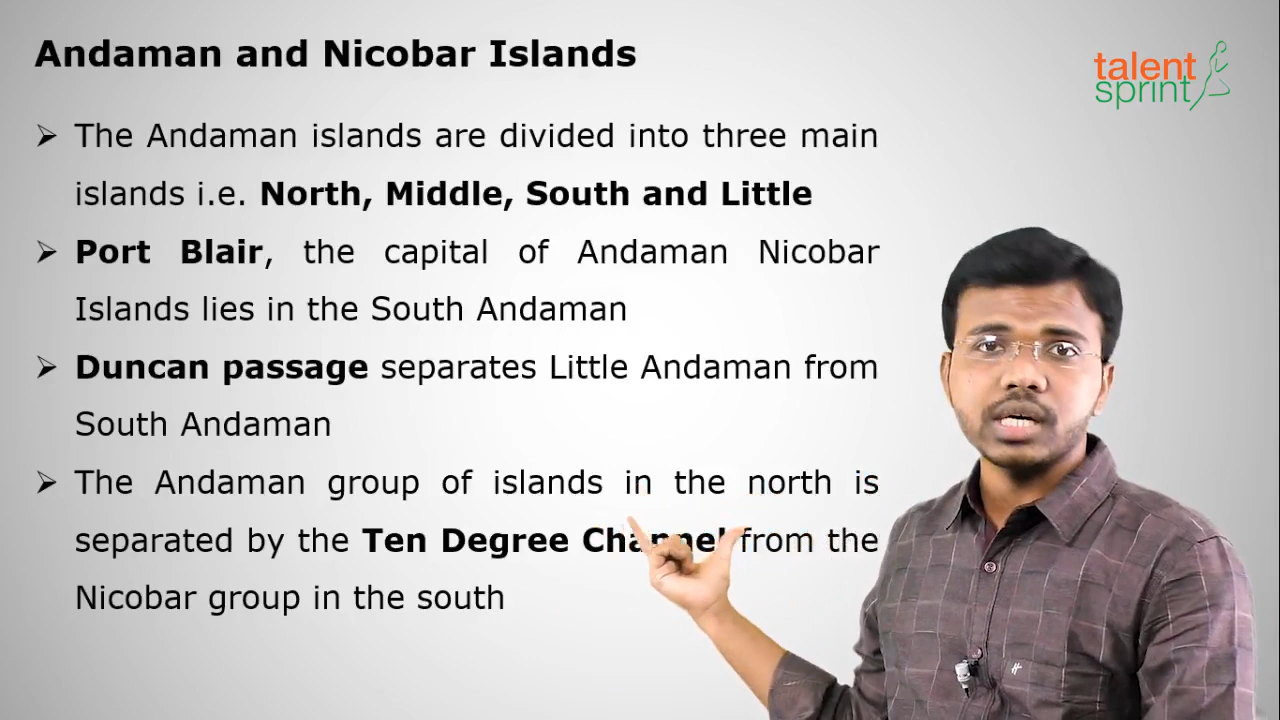 Andaman and Nicobar Islands
talent
sprint
➢ The Andaman islands are divided into three main
islands i.e. North, Middle, South and Little
➢ Port Blair, the capital of Andaman Nicobar
Islands lies in the South Andaman
➢ Duncan passage separates Little Andaman from
South Andaman
➢ The Andaman group of islands in the north is
separated by the Ten Degree Channel from the
Nicobar group in the south